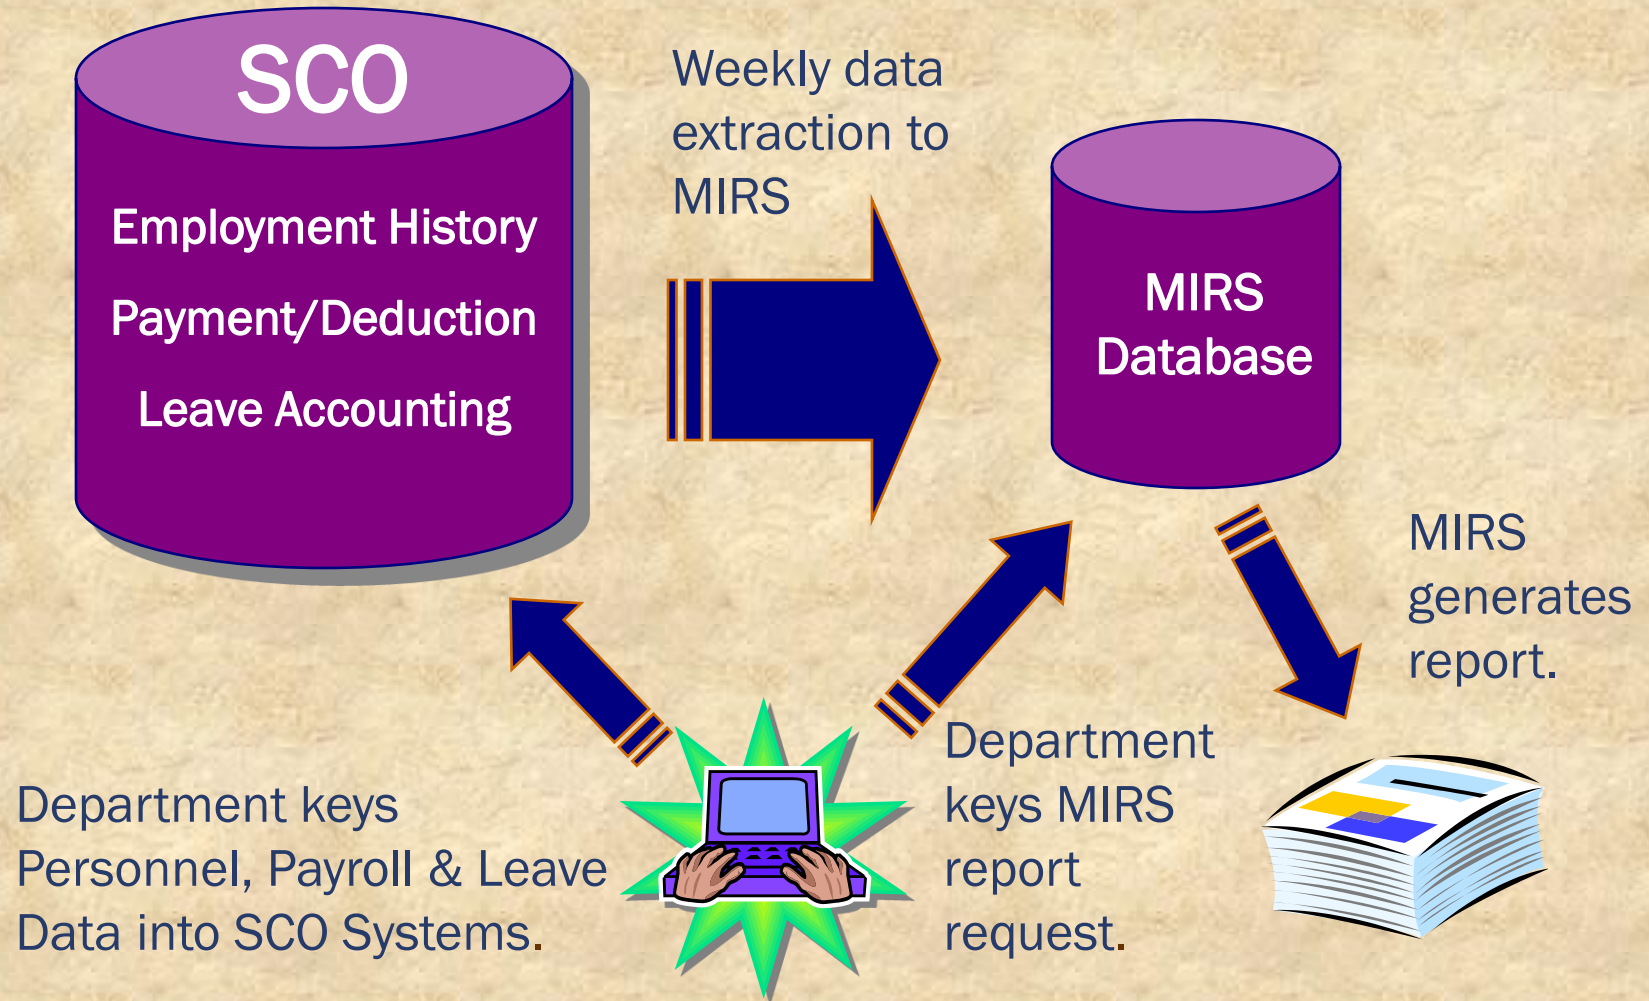 SCO
Employment History
Payment/Deduction
Leave Accounting
Weekly data
extraction to
MIRS
MIRS
Database
MIRS
generates
report.
Department keys
Personnel, Payroll & Leave
Data into SCO Systems.
Department
keys MIRS
report
request.